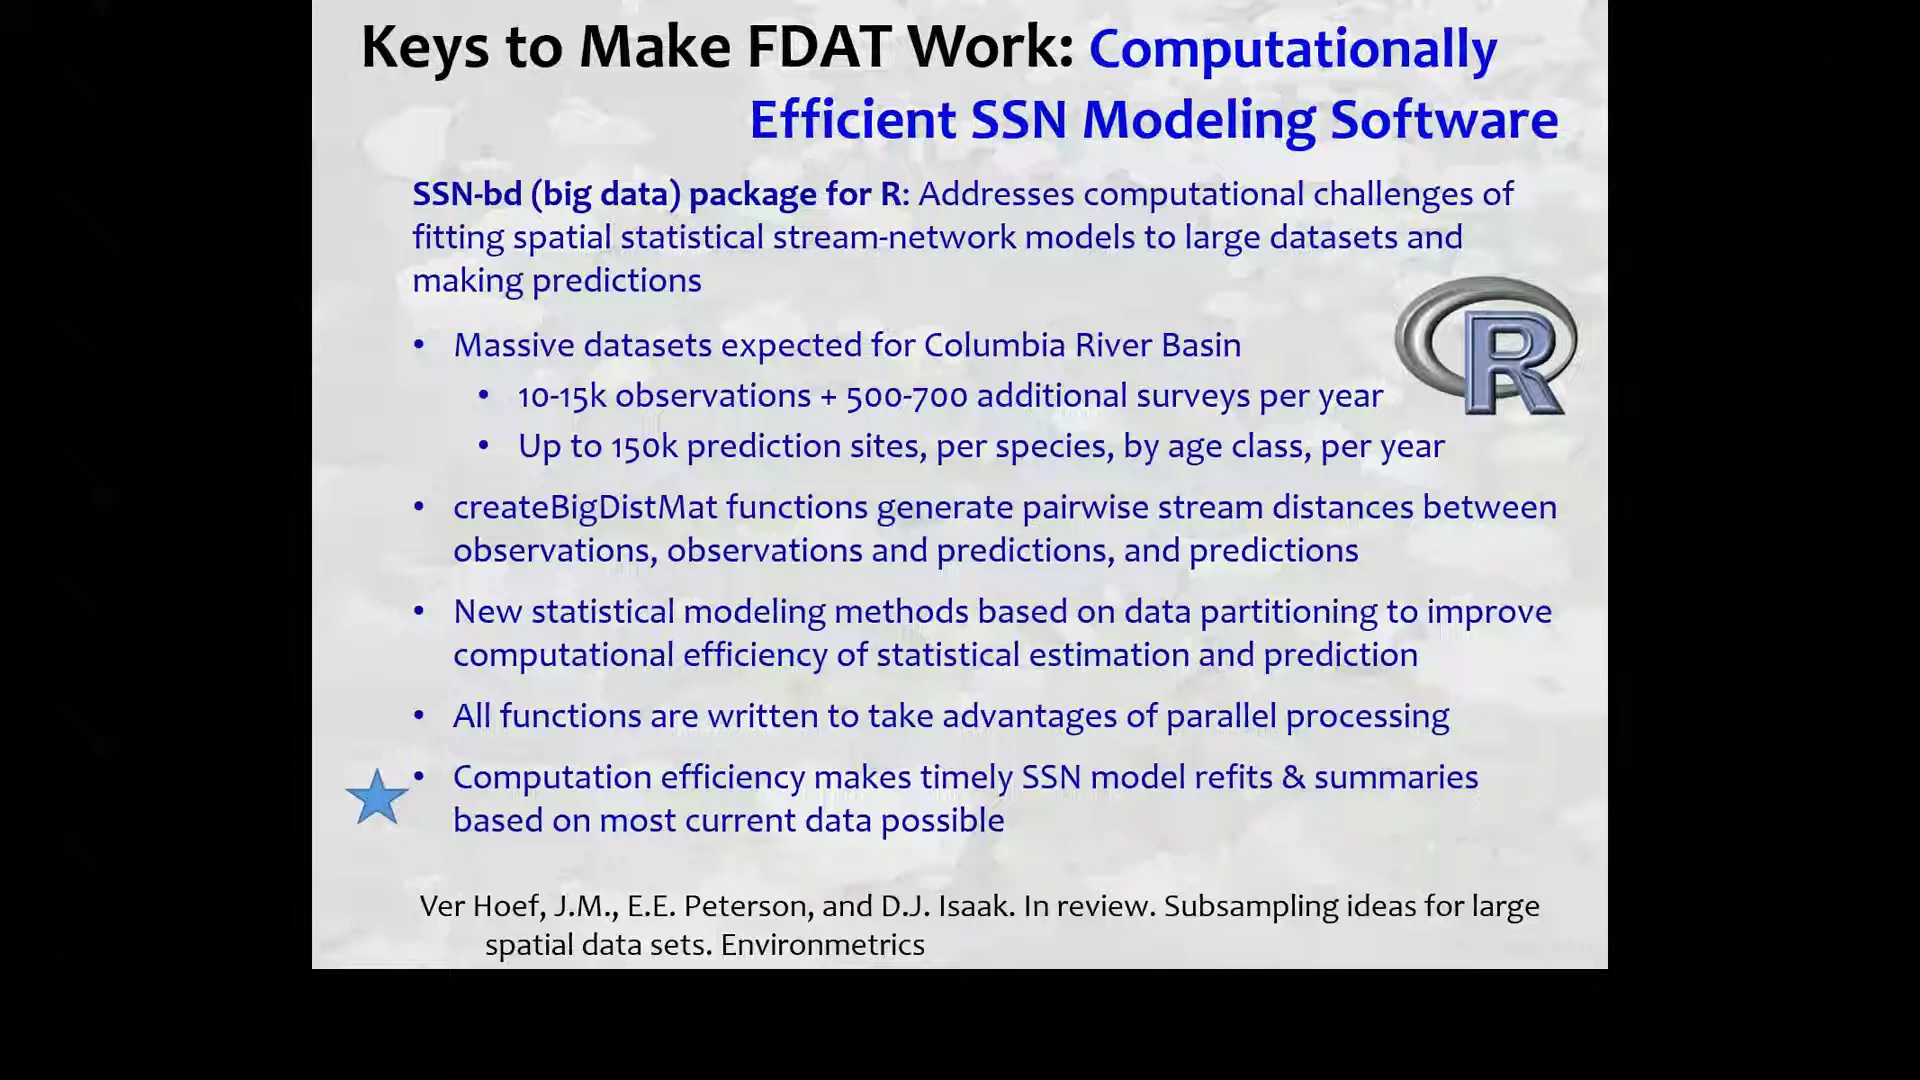 Keys to Make FDAT Work: Computationally
Efficient SSN Modeling Software
SSN-bd (big data) package for R: Addresses computational challenges of
fitting spatial statistical stream-network models to large datasets and
making predictions
R
• Massive datasets expected for Columbia River Basin
• 10-15k observations + 500-700 additional surveys per year
• Up to 150k prediction sites, per species, by age class, per year
• createBigDistMat functions generate pairwise stream distances between
observations, observations and predictions, and predictions
• New statistical modeling methods based on data partitioning to improve
computational efficiency of statistical estimation and prediction
• All functions are written to take advantages of parallel processing
• Computation efficiency makes timely SSN model refits & summaries
based on most current data possible
Ver Hoef, J.M., E.E. Peterson, and D.J. Isaak. In review. Subsampling ideas for large
spatial data sets. Environmetrics